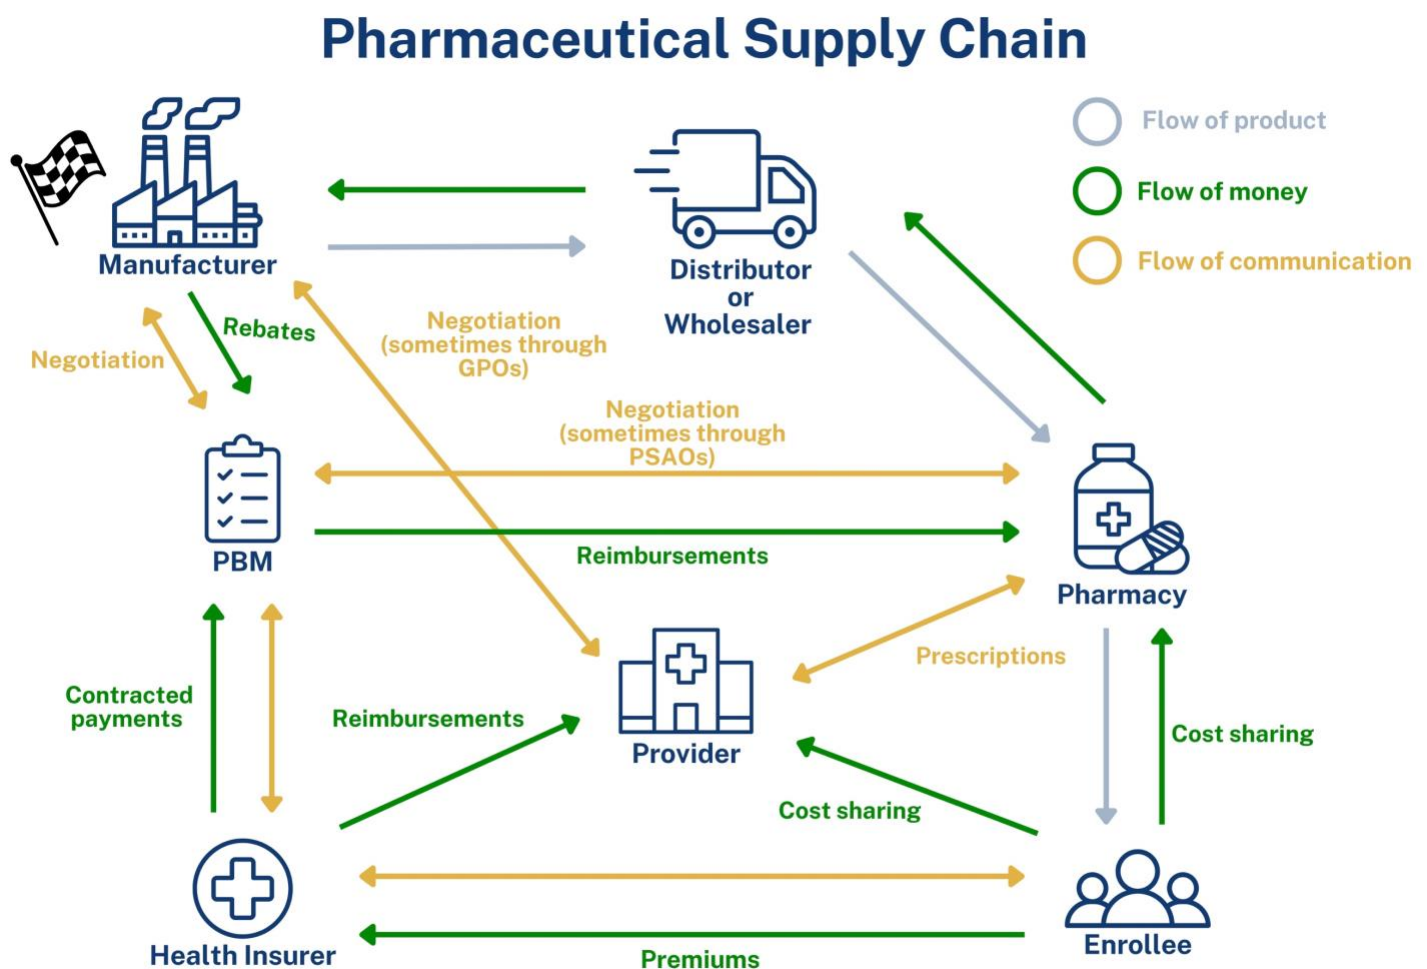 Pharmaceutical Supply Chain
Flow of product
Flow of money
Flow of communication
Manufacturer
Distributor
or
Wholesaler
Rebates
Negotiation
Negotiation
(sometimes through
GPOs)
Negotiation
(sometimes through
PSAOs)
PBM
Reimbursements
Pharmacy
Prescriptions
Contracted
payments
Reimbursements
Provider
Cost sharing
Cost sharing
Health Insurer
Premiums
Enrollee